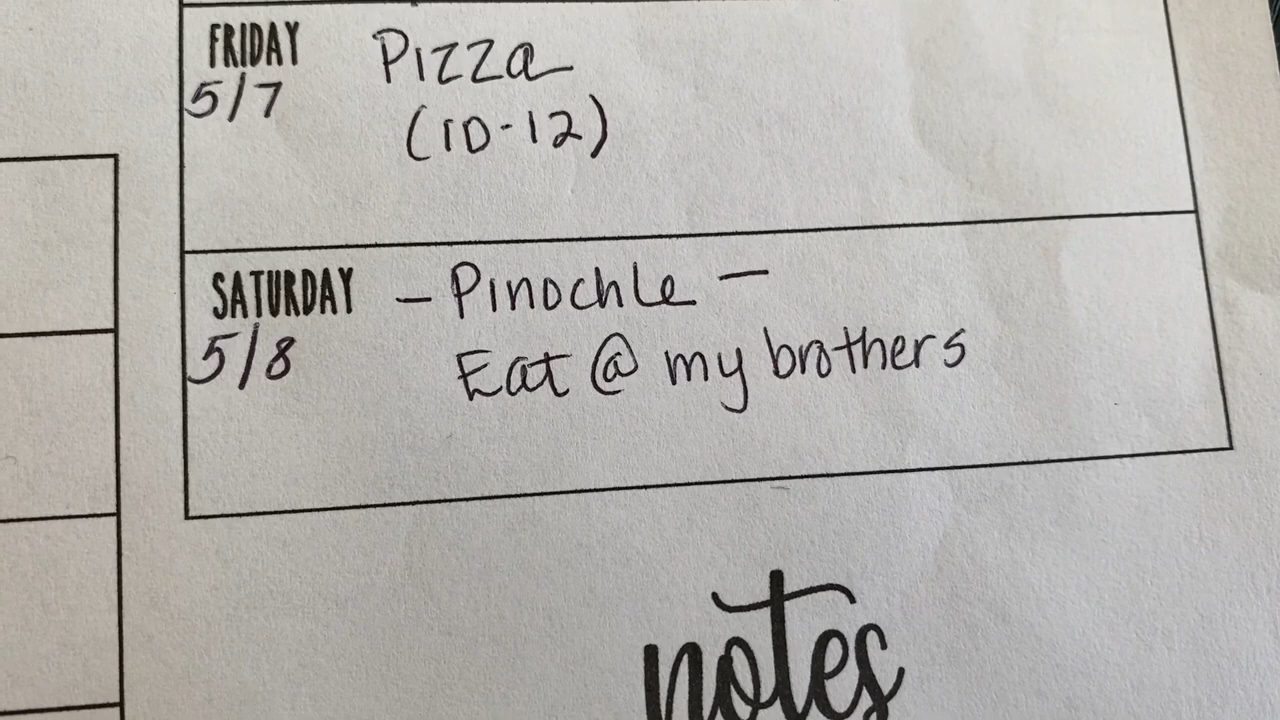 FRIDAY Pizza
5/7 (10-12)
SATURDAY - Pinochle -
5/8 Eat @ my brothers
notes